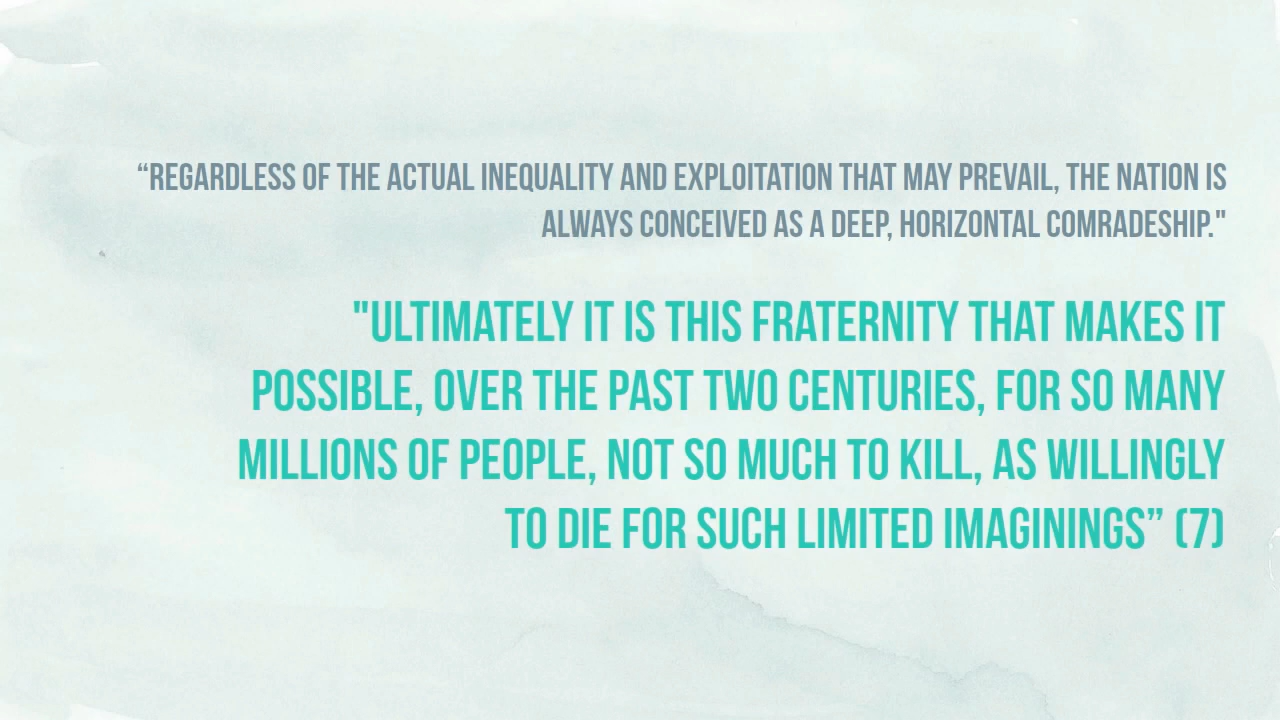 “REGARDLESS OF THE ACTUAL INEQUALITY AND EXPLOITATION THAT MAY PREVAIL, THE NATION IS
ALWAYS CONCEIVED AS A DEEP, HORIZONTAL COMRADESHIP."
"ULTIMATELY IT IS THIS FRATERNITY THAT MAKES IT
POSSIBLE, OVER THE PAST TWO CENTURIES, FOR SO MANY
MILLIONS OF PEOPLE, NOT SO MUCH TO KILL, AS WILLINGLY
TO DIE FOR SUCH LIMITED IMAGININGS” (7)